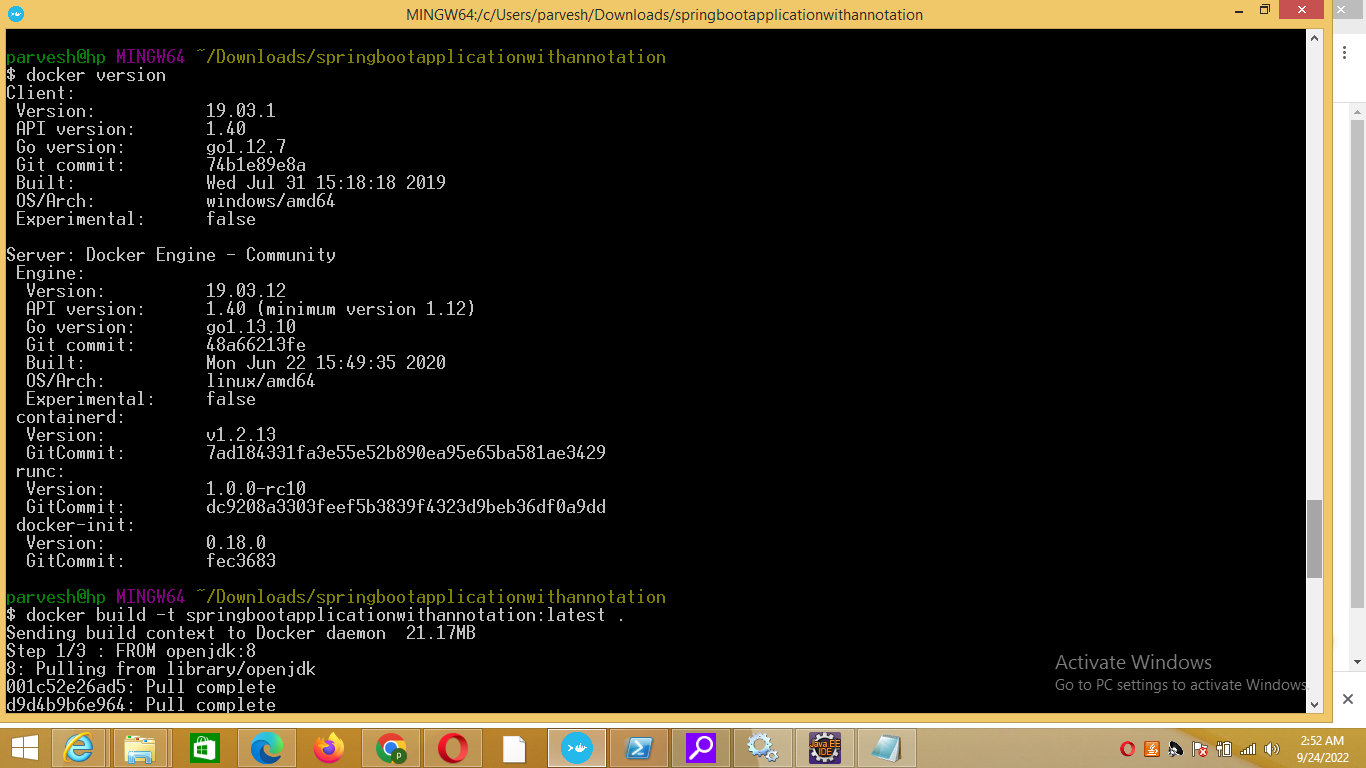 MINGW64:/c/Users/parvesh/Downloads/springbootapplicationwithannotation
parvesh@hp MINGW64 ~/Downloads/springbootapplicationwithannotation
$ docker version
Client:
Version: 19.03.1
API version: 1.40
Go version: go1.12.7
Git commit: 74b1e89e8a
Built: Wed Jul 31 15:18:18 2019
OS/Arch: windows/amd64
Experimental: false
Server: Docker Engine - Community
Engine:
Version: 19.03.12
API version: 1.40 (minimum version 1.12)
Go version: go1.13.10
Git commit: 48a66213fe
Built: Mon Jun 22 15:49:35 2020
OS/Arch: linux/amd64
Experimental: false
containerd:
Version: v1.2.13
GitCommit: 7ad184331fa3e55e52b890ea95e65ba581ae3429
runc:
Version: 1.0.0-rc10
GitCommit: dc9208a3303feef5b3839f4323d9beb36df0a9dd
docker-init:
Version: 0.18.0
GitCommit: fec3683
parvesh@hp MINGW64 ~/Downloads/springbootapplicationwithannotation
$ docker build -t springbootapplicationwithannotation:latest .
Sending build context to Docker daemon 21.17MB
Step 1/3 : FROM openjdk:8
8: Pulling from library/openjdk
001c52e26ad5: Pull complete
d9d4b9b6e964: Pull complete
Activate Windows
Go to PC settings to activate Windows.
Java EE
IDE
2:52 AM
9/24/2022